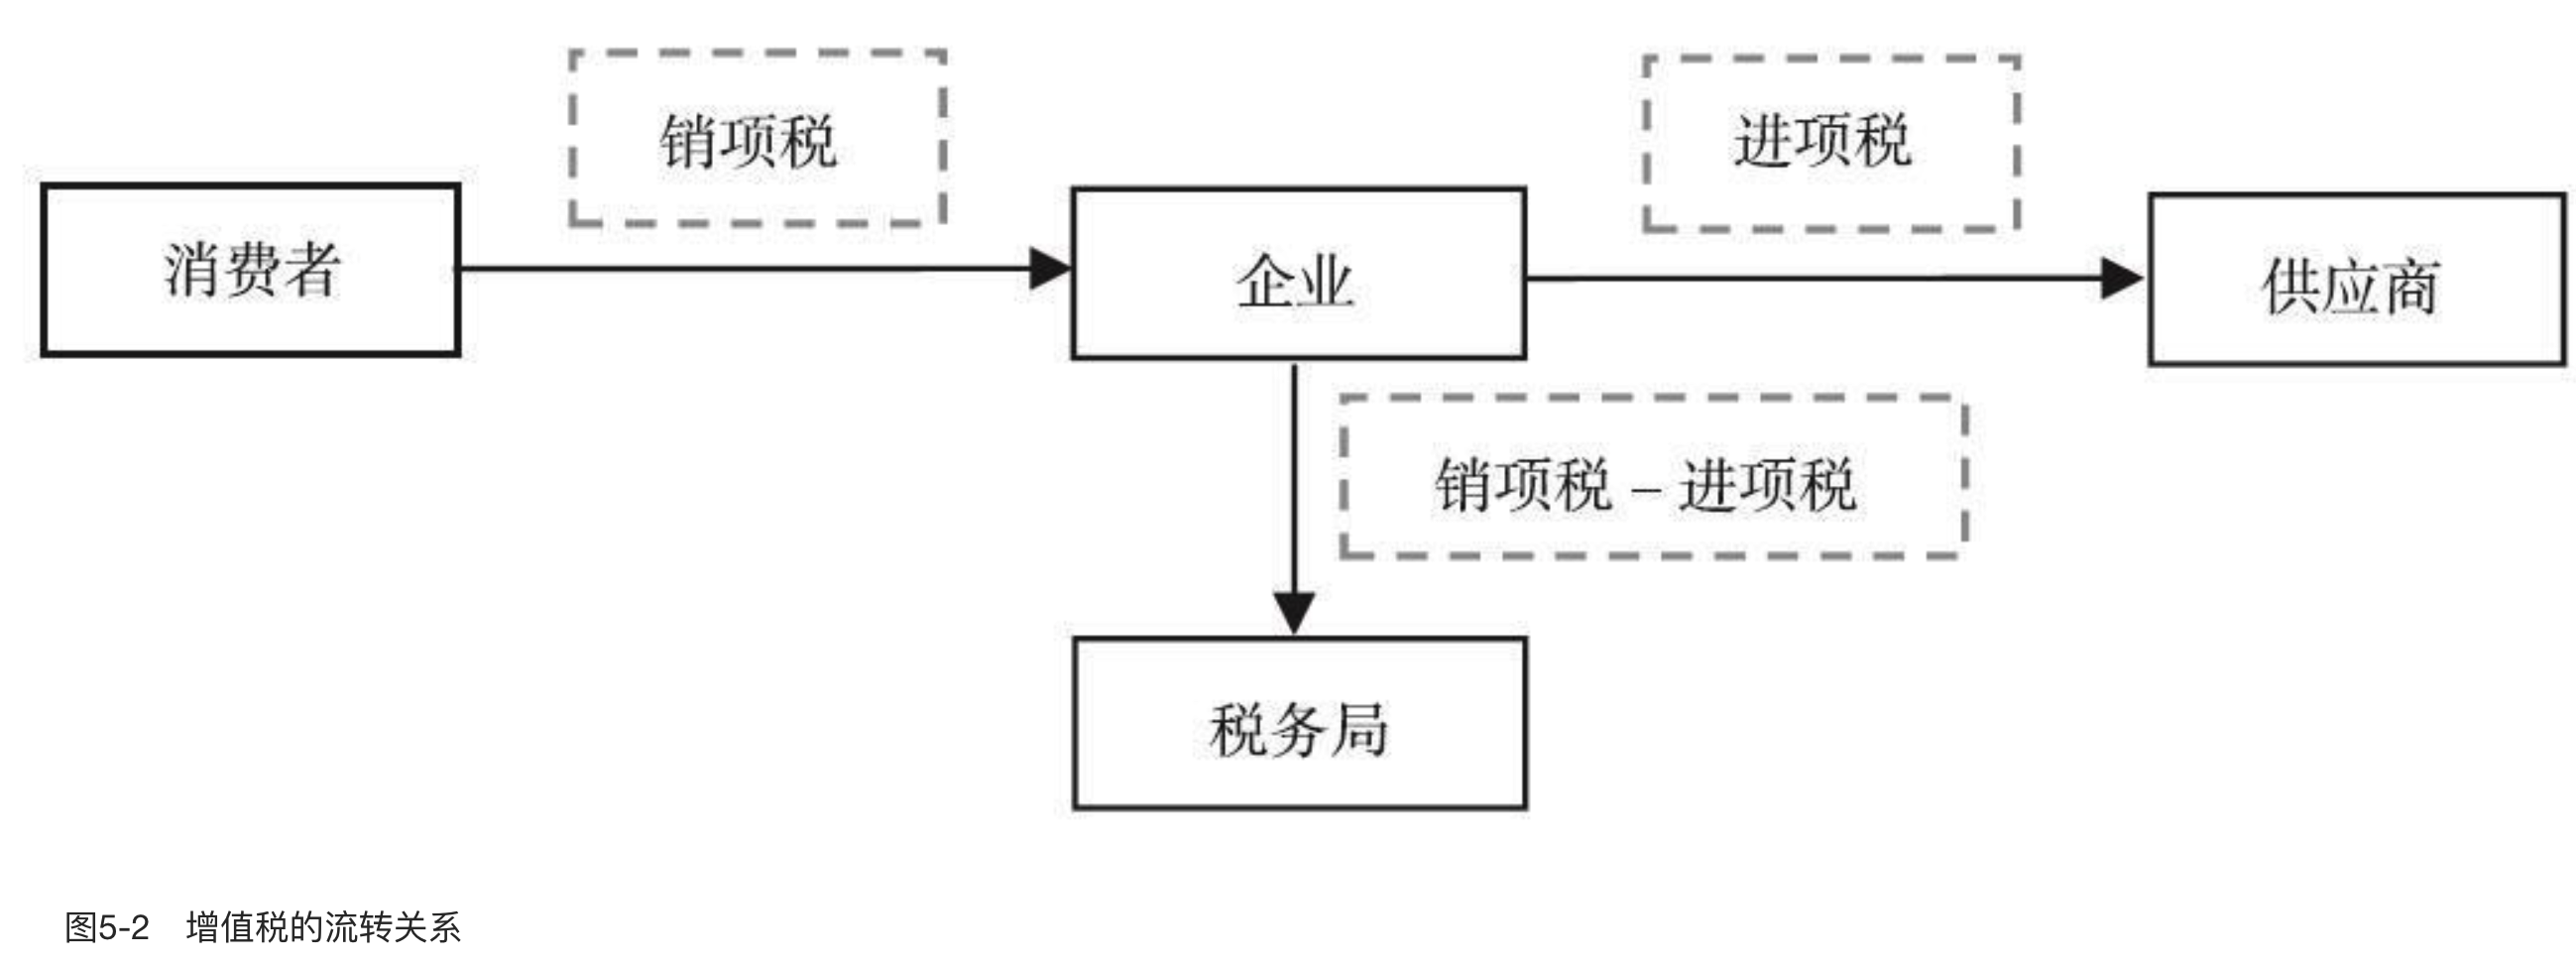 销项税
进项税
消费者
企业
供应商
销项税 – 进项税
税务局
图5-2 增值税的流转关系